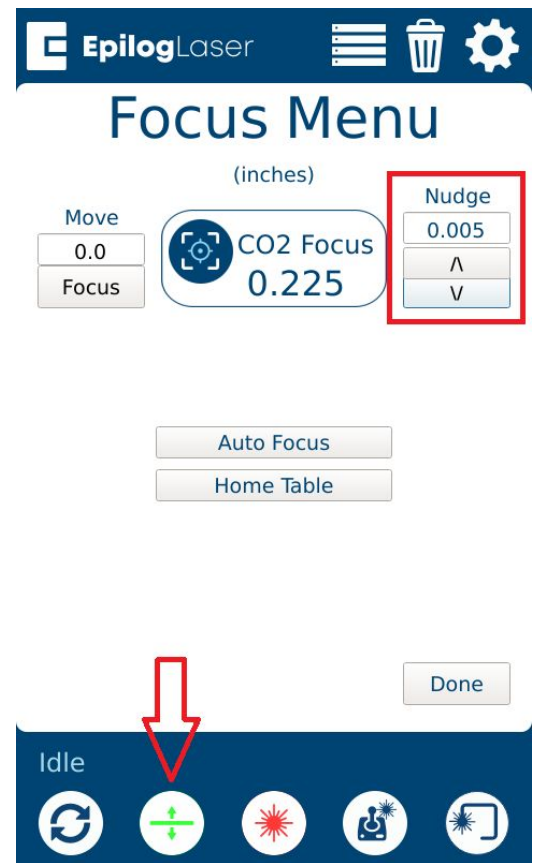 EpilogLaser
Focus Menu
(inches)
Move
0.0
Focus
CO2 Focus
0.225
Nudge
0.005
/\
\/
Auto Focus
Home Table
Done
Idle